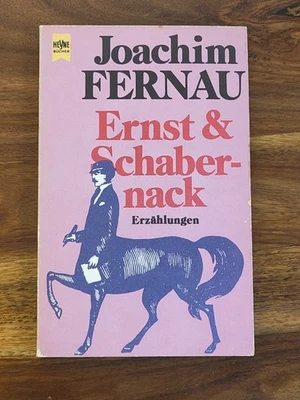 HEYNE
BÜCHER
Joachim
FERNAU
Ernst &
Schaber-
nack
Erzählungen